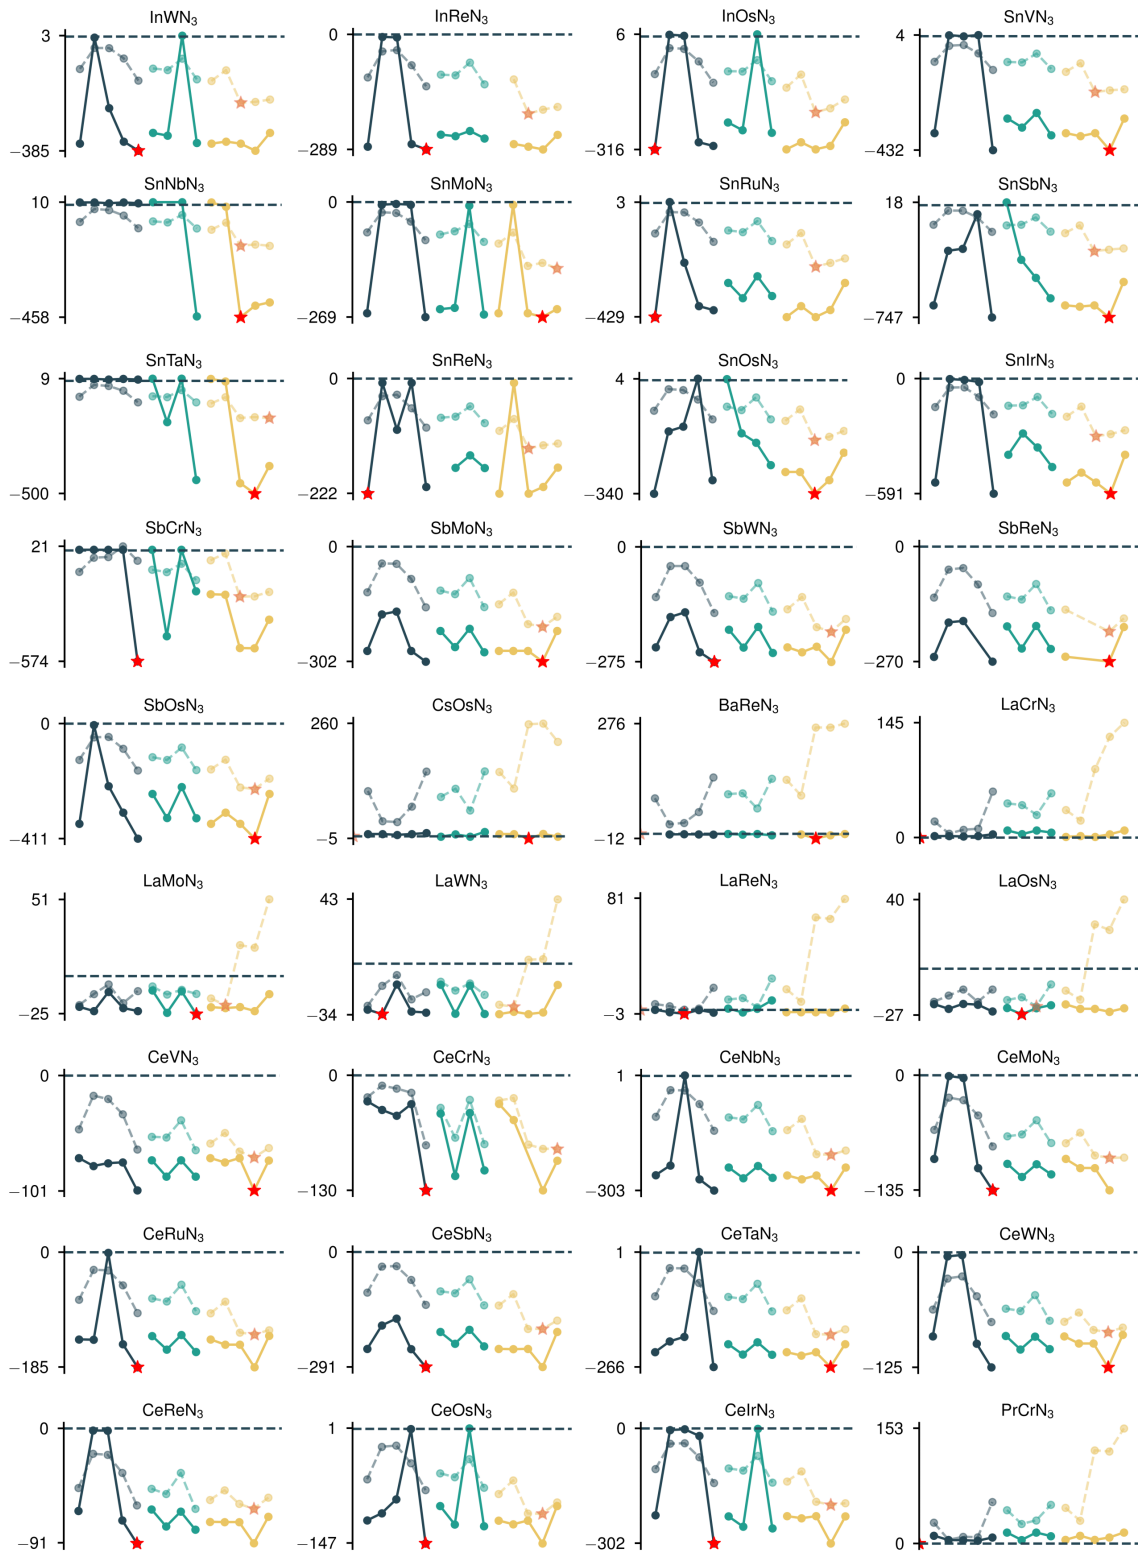 InWN₃
3
−385
InReN₃
0
−289
InOsN₃
6
−316
SnVN₃
4
−432
SnNbN₃
10
−458
SnMoN₃
0
−269
SnRuN₃
3
−429
SnSbN₃
18
−747
SnTaN₃
9
−500
SnReN₃
0
−222
SnOsN₃
4
−340
SnIrN₃
0
−591
SbCrN₃
21
−574
SbMoN₃
0
−302
SbWN₃
0
−275
SbReN₃
0
−270
SbOsN₃
0
−411
CsOsN₃
260
−5
BaReN₃
276
−12
LaCrN₃
145
0
LaMoN₃
51
−25
LaWN₃
43
−34
LaReN₃
81
−3
LaOsN₃
40
−27
CeVN₃
0
−101
CeCrN₃
0
−130
CeNbN₃
1
−303
CeMoN₃
0
−135
CeRuN₃
0
−185
CeSbN₃
0
−291
CeTaN₃
1
−266
CeWN₃
0
−125
CeReN₃
0
−91
CeOsN₃
1
−147
CeIrN₃
0
−302
PrCrN₃
153
0